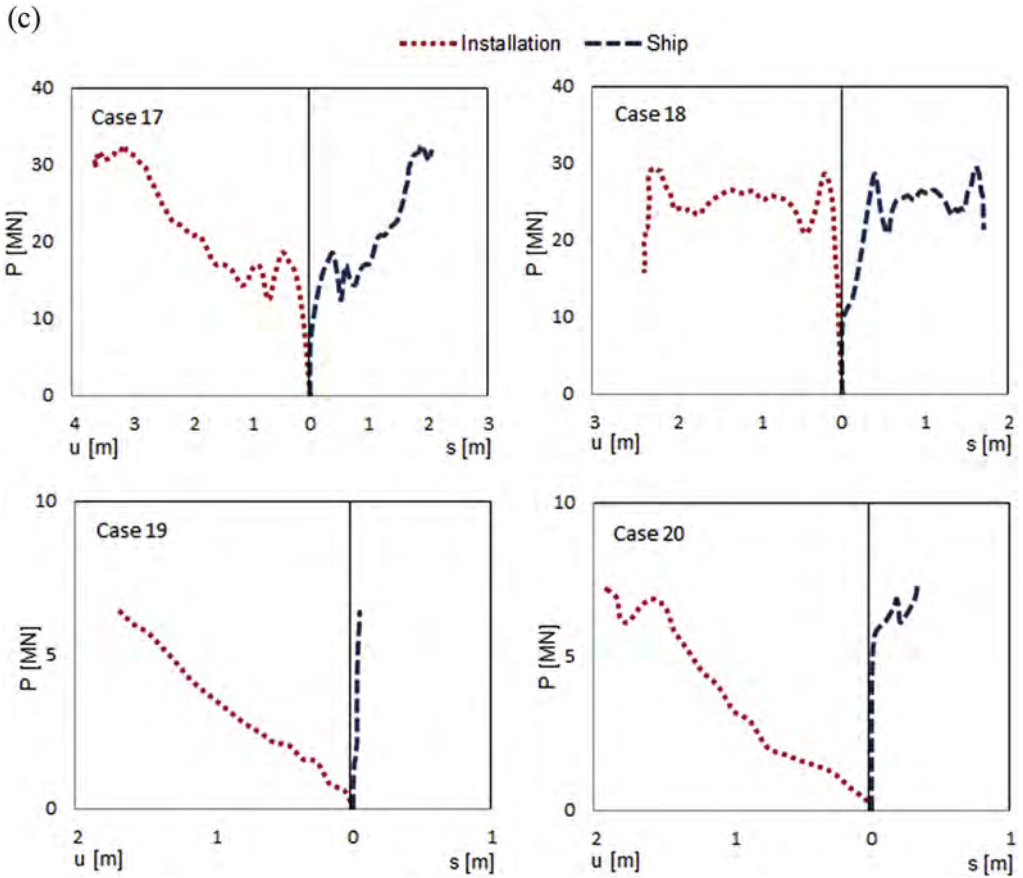 (c)
Installation Ship
Case 17
P [MN]
40
30
20
10
0
4 3 2 1 0 1 2 3
u [m] s [m]
Case 18
P [MN]
40
30
20
10
0
3 2 1 0 1 2
u [m] s [m]
Case 19
P [MN]
10
5
0
2 1 0 1
u [m] s [m]
Case 20
P [MN]
10
5
0
2 1 0 1
u [m] s [m]